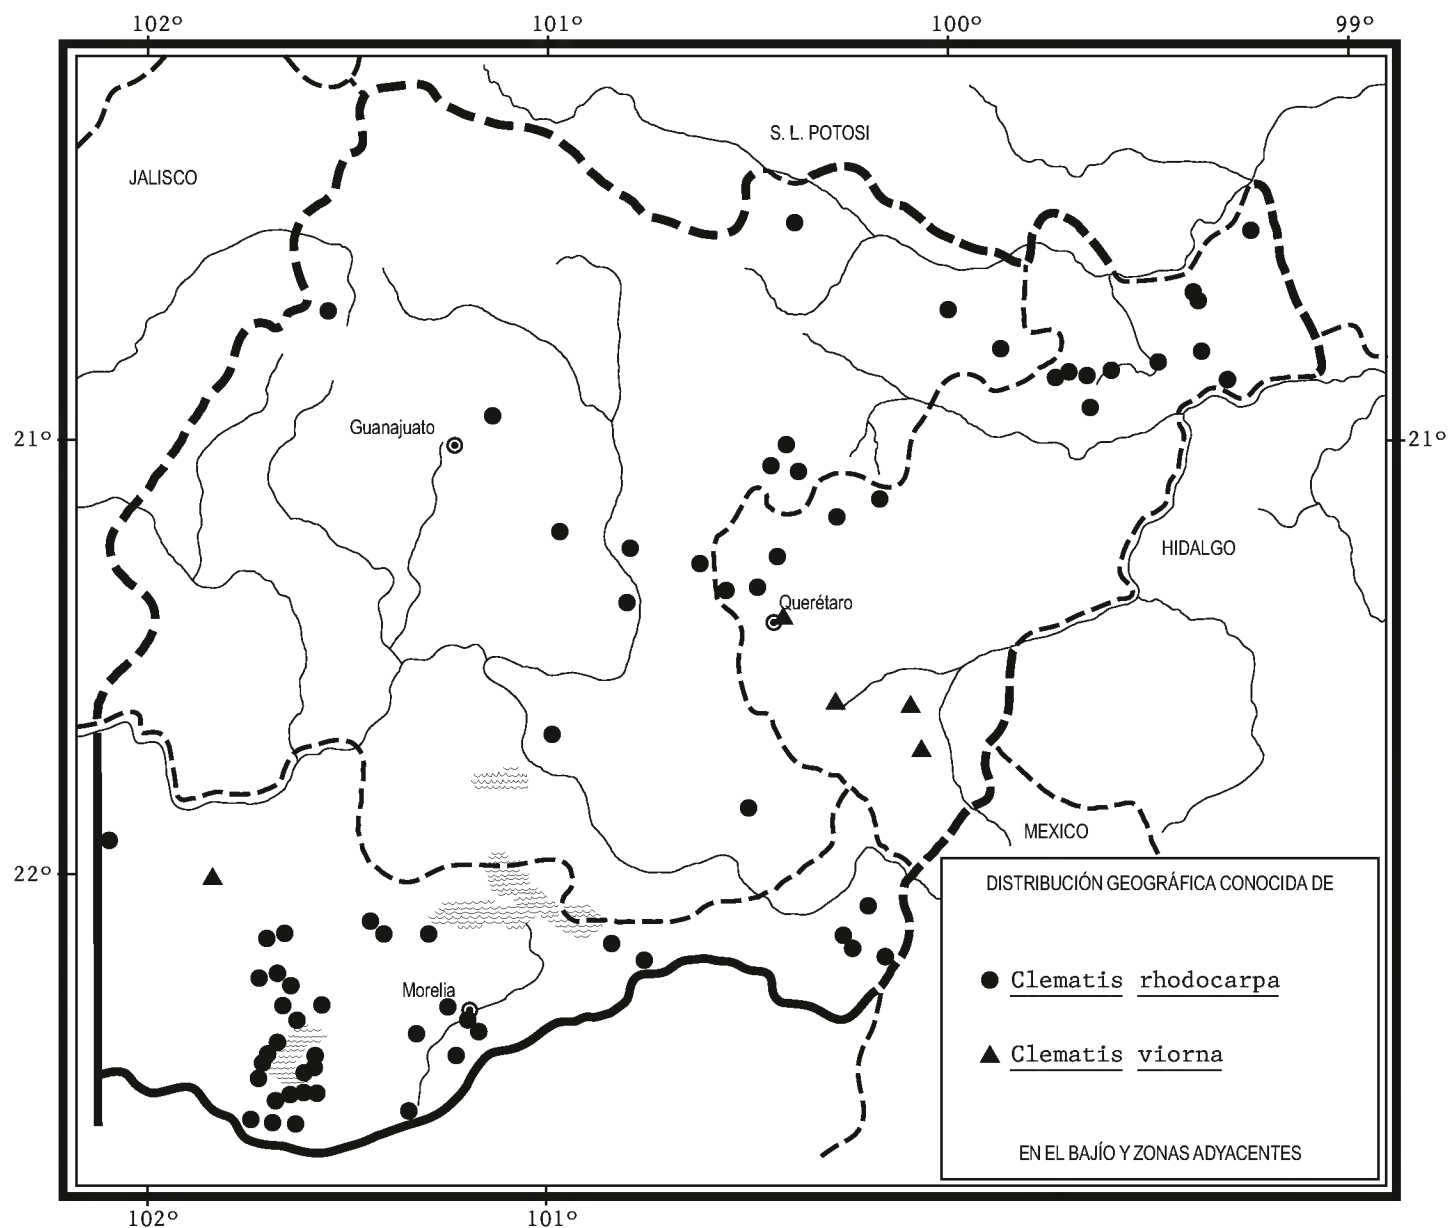 102º 101º 100º 99º
S. L. POTOSI
JALISCO
Guanajuato
21º 21º
HIDALGO
Querétaro
MEXICO
22º
DISTRIBUCIÓN GEOGRÁFICA CONOCIDA DE
Clematis rhodocarpa
Morelia
Clematis viorna
EN EL BAJÍO Y ZONAS ADYACENTES
102º 101º